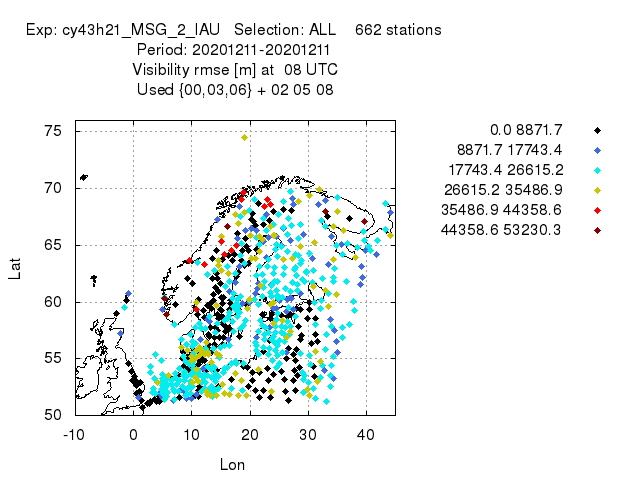 Exp: cy43h21_MSG_2_IAU Selection: ALL 662 stations
Period: 20201211-20201211
Visibility rmse [m] at 08 UTC
Used {00,03,06} + 02 05 08
0.0 8871.7
8871.7 17743.4
17743.4 26615.2
26615.2 35486.9
35486.9 44358.6
44358.6 53230.3
75
70
65
60
55
50
Lat
-10 0 10 20 30 40
Lon